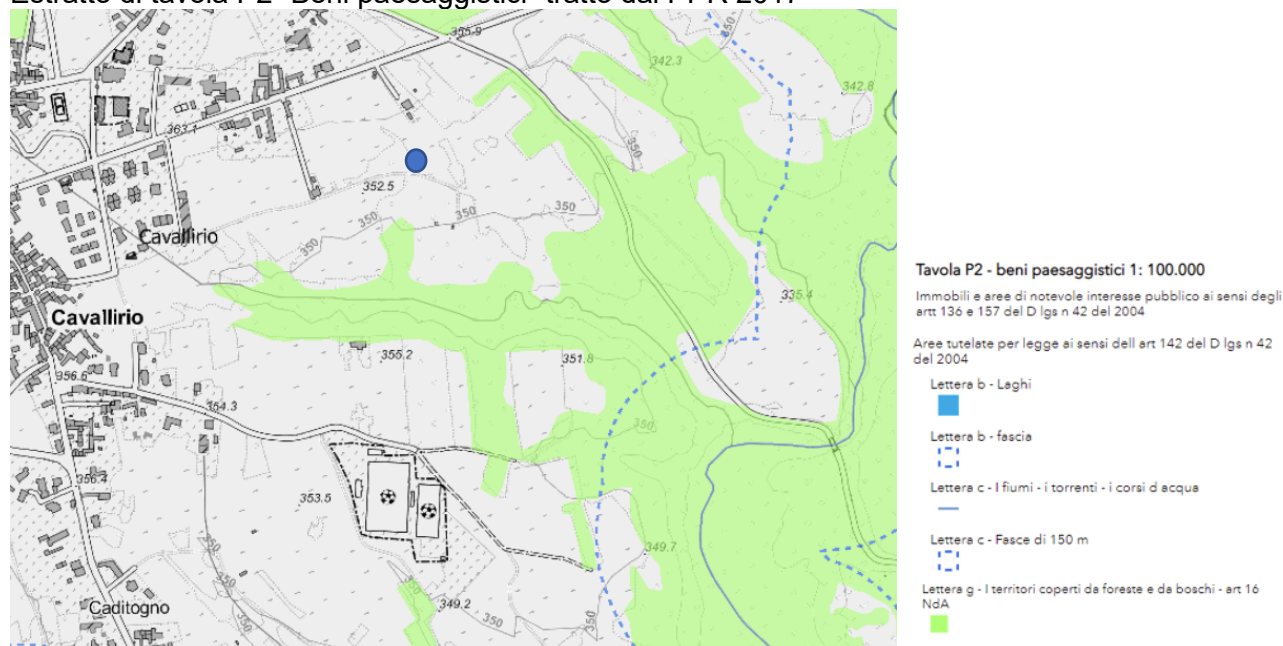 Estratto di tavola P2 "Beni paesaggistici" tratto dal PPR 2017
355.9
350
342.3
342.8
363.1
350
352.5
350
350
350
Cavallirio
335.4
Cavallirio
355.2
351.8
356.5
354.3
350
356.4
353.5
349.7
350
349.2
350
Caditogno
Tavola P2 - beni paesaggistici 1: 100.000
Immobili e aree di notevole interesse pubblico ai sensi degli
artt 136 e 157 del D lgs n 42 del 2004
Aree tutelate per legge ai sensi dell art 142 del D lgs n 42
del 2004
Lettera b - Laghi
Lettera b - fascia
Lettera c - I fiumi - i torrenti - i corsi d acqua
Lettera c - Fasce di 150 m
Lettera g - I territori coperti da foreste e da boschi - art 16
NdA